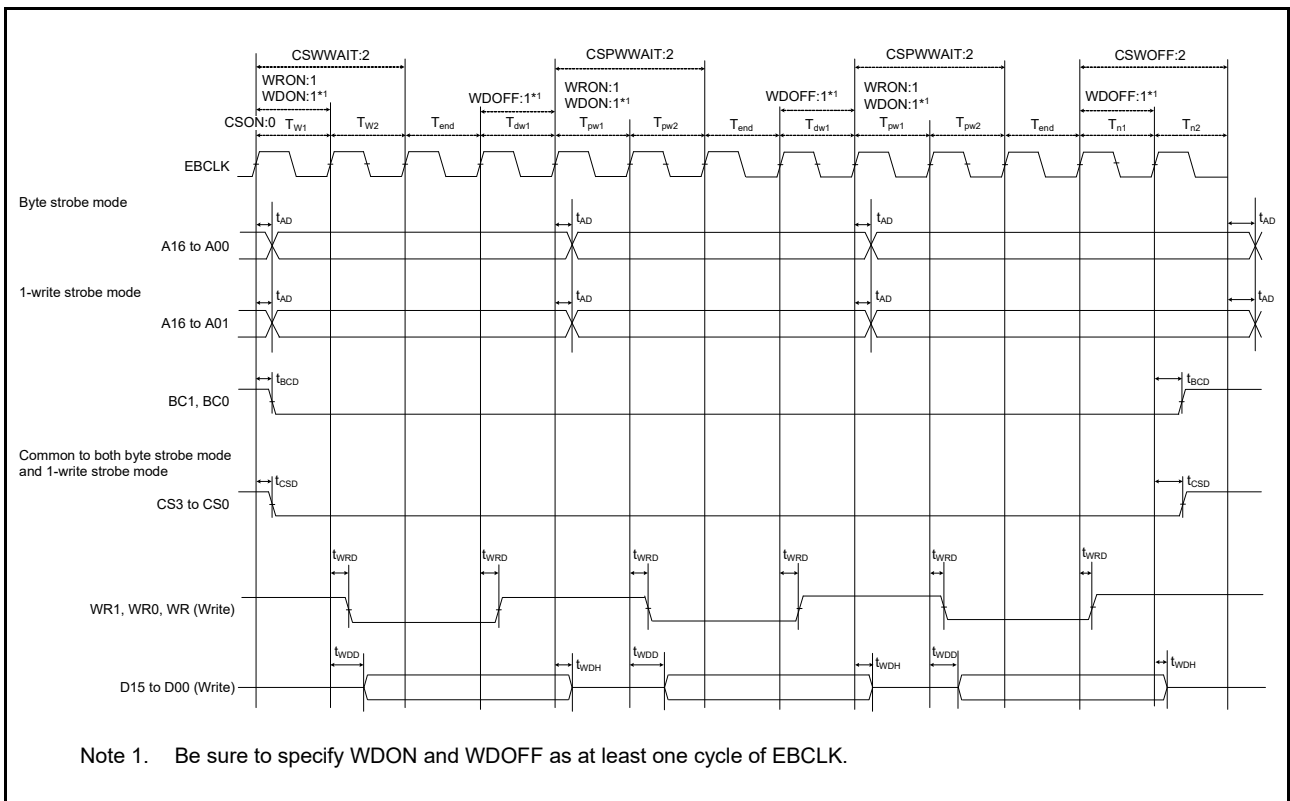 CSWWAIT:2 CSPWWAIT:2 CSPWWAIT:2 CSWOFF:2
WRON:1 WRON:1 WRON:1
WDON:1*1 WDOFF:1*1 WDON:1*1 WDOFF:1*1 WDON:1*1 WDOFF:1*1
CSON:0 TW1 TW2 Tend Tdw1 Tpw1 Tpw2 Tend Tdw1 Tpw1 Tpw2 Tend Tn1 Tn2
EBCLK
Byte strobe mode
tAD tAD tAD tAD
A16 to A00
1-write strobe mode
tAD tAD tAD tAD
A16 to A01
tBCD tBCD
BC1, BC0
Common to both byte strobe mode
and 1-write strobe mode
tCSD tCSD
CS3 to CS0
tWRD tWRD tWRD tWRD tWRD tWRD
WR1, WR0, WR (Write)
tWDD tWDH tWDD tWDH tWDD tWDH
D15 to D00 (Write)
Note 1. Be sure to specify WDON and WDOFF as at least one cycle of EBCLK.